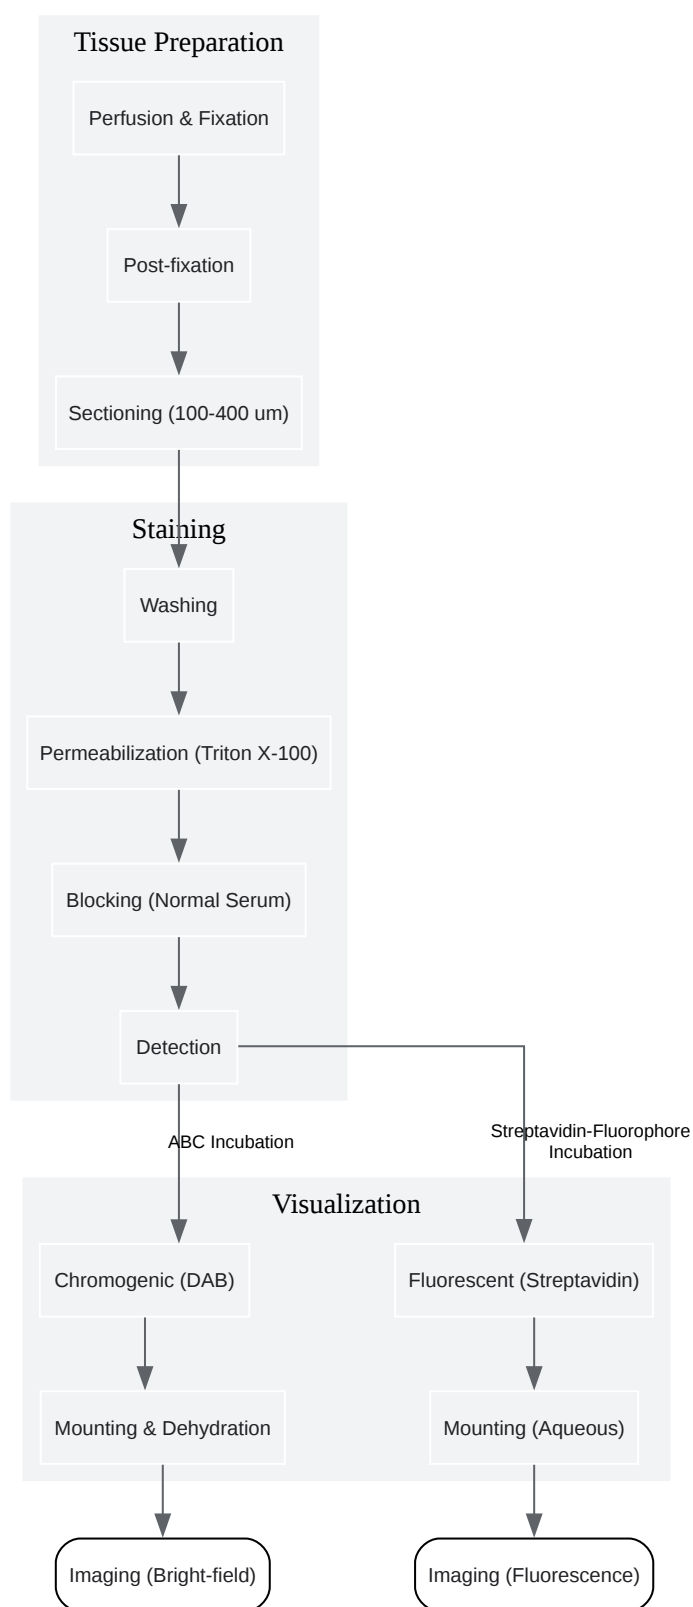 Tissue Preparation
Perfusion & Fixation
Post-fixation
Sectioning (100-400 um)
Staining
Washing
Permeabilization (Triton X-100)
Blocking (Normal Serum)
Detection
ABC Incubation
Streptavidin-Fluorophore
Incubation
Visualization
Chromogenic (DAB)
Fluorescent (Streptavidin)
Mounting & Dehydration
Mounting (Aqueous)
Imaging (Bright-field)
Imaging (Fluorescence)